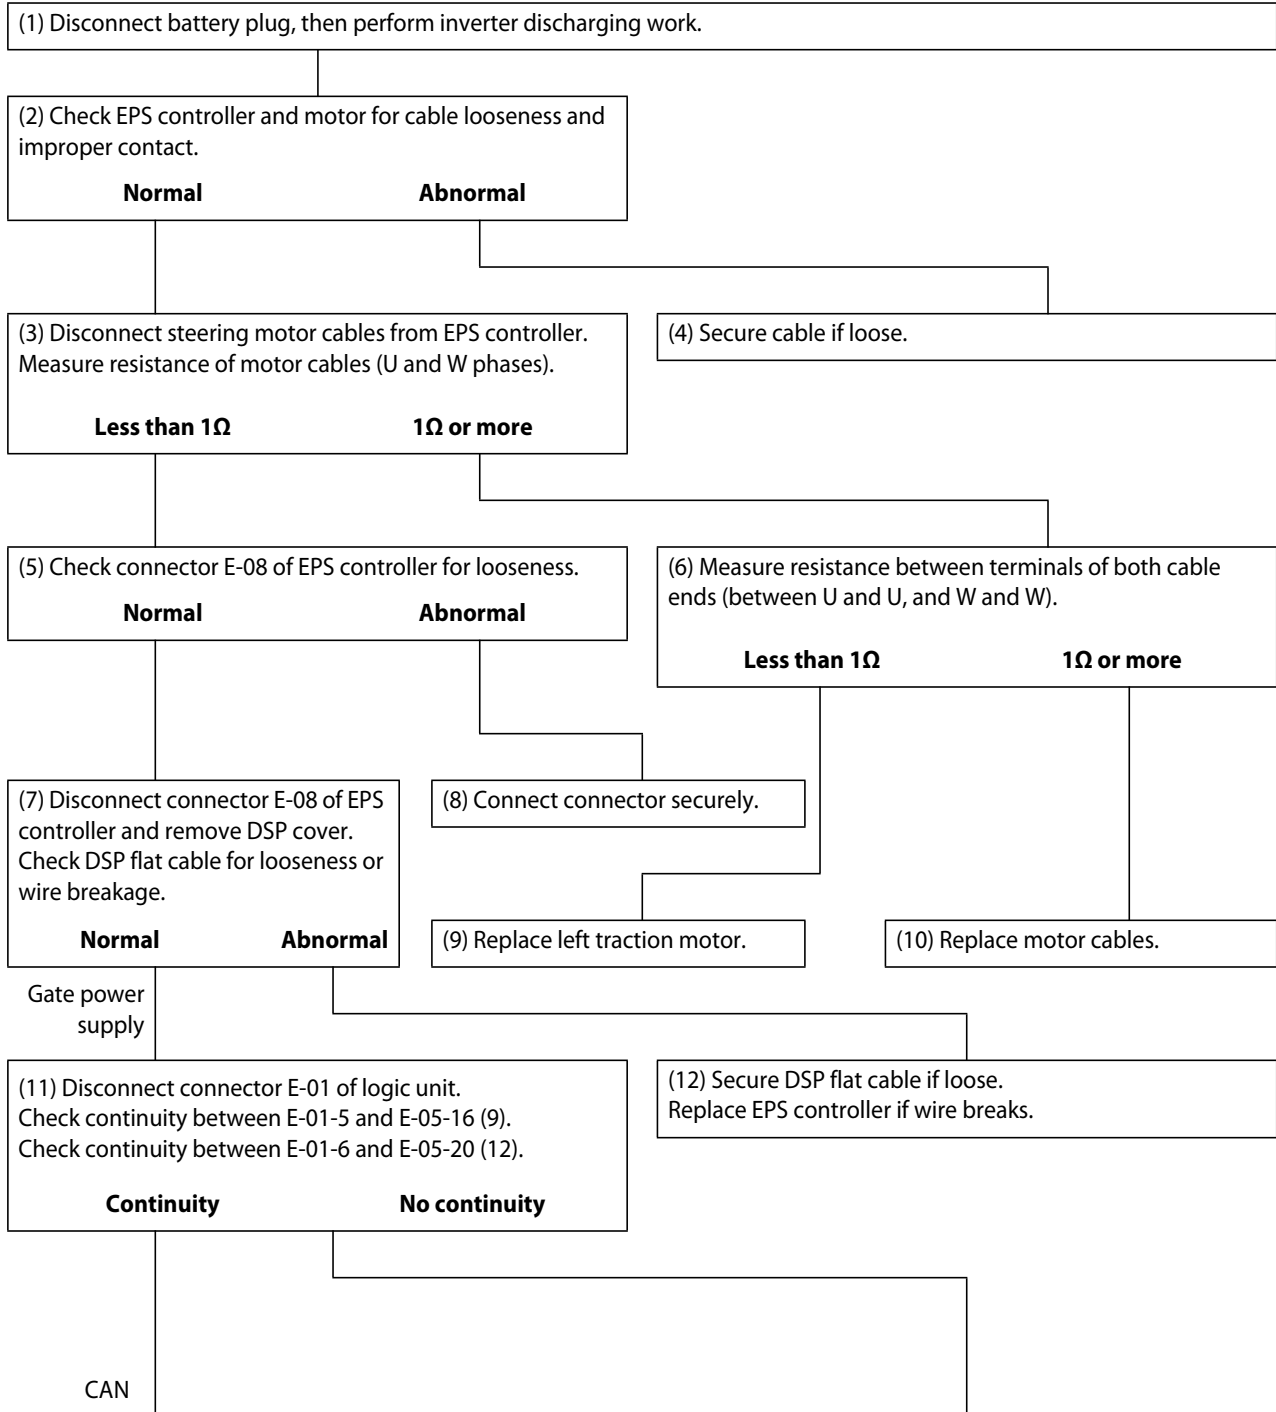 (1) Disconnect battery plug, then perform inverter discharging work.
(2) Check EPS controller and motor for cable looseness and
improper contact.
Normal Abnormal
(3) Disconnect steering motor cables from EPS controller.
Measure resistance of motor cables (U and W phases).
Less than 1Ω 1Ω or more
(4) Secure cable if loose.
(5) Check connector E-08 of EPS controller for looseness.
Normal Abnormal
(6) Measure resistance between terminals of both cable
ends (between U and U, and W and W).
Less than 1Ω 1Ω or more
(7) Disconnect connector E-08 of EPS
controller and remove DSP cover.
Check DSP flat cable for looseness or
wire breakage.
Normal Abnormal
(8) Connect connector securely.
(9) Replace left traction motor.
(10) Replace motor cables.
Gate power
supply
(11) Disconnect connector E-01 of logic unit.
Check continuity between E-01-5 and E-05-16 (9).
Check continuity between E-01-6 and E-05-20 (12).
Continuity No continuity
(12) Secure DSP flat cable if loose.
Replace EPS controller if wire breaks.
CAN